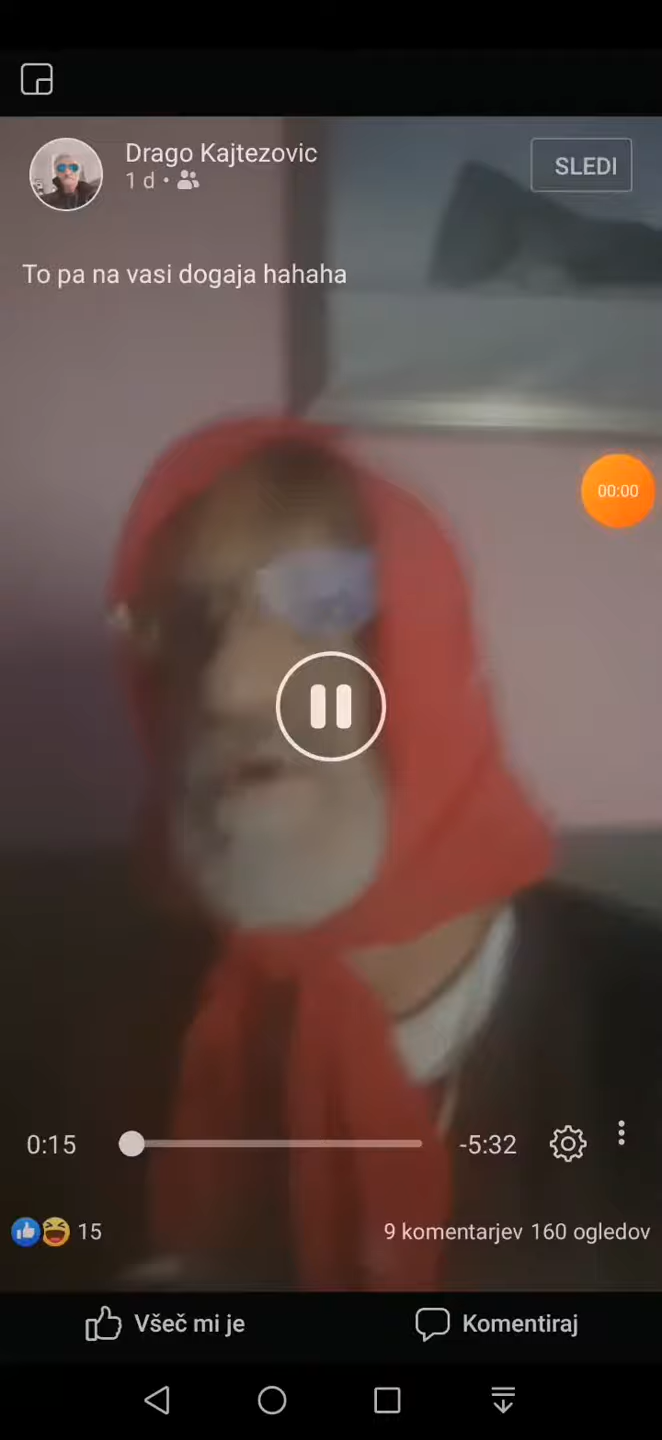 Drago Kajtezovic
1 d •
SLEDI
To pa na vasi dogaja hahaha
00:00
0:15
-5:32
15
9 komentarjev 160 ogledov
Všeč mi je
Komentiraj